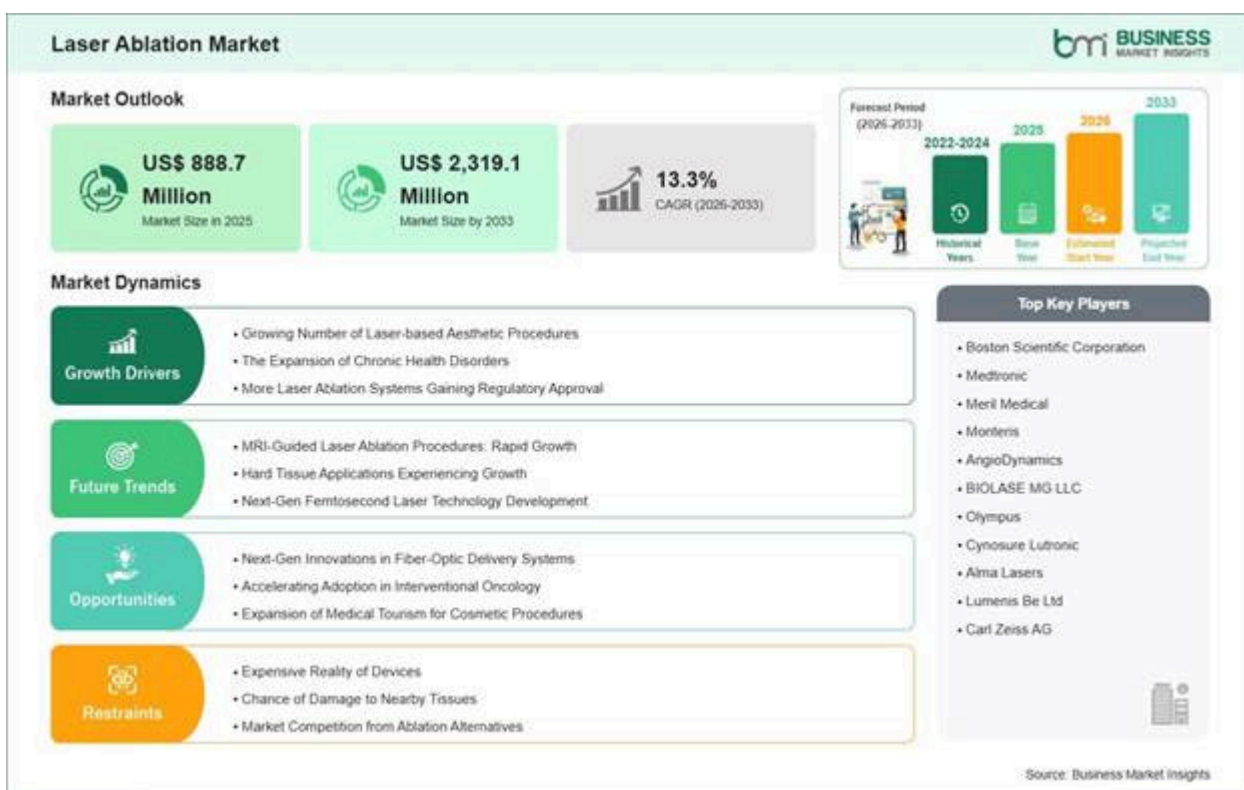 Laser Ablation Market
bmi BUSINESS
MARKET INSIGHTS
Market Outlook
US$ 888.7
Million
Market Size in 2025
US$ 2,319.1
Million
Market Size by 2033
13.3%
CAGR (2026-2033)
Forecast Period
(2026-2033)
2022-2024
2025
2026
2033
Historical
Years
Base
Year
Estimated
Start Year
Projected
End Year
Market Dynamics
Growth Drivers
• Growing Number of Laser-based Aesthetic Procedures
• The Expansion of Chronic Health Disorders
• More Laser Ablation Systems Gaining Regulatory Approval
Future Trends
• MRI-Guided Laser Ablation Procedures: Rapid Growth
• Hard Tissue Applications Experiencing Growth
• Next-Gen Femtosecond Laser Technology Development
Opportunities
• Next-Gen Innovations in Fiber-Optic Delivery Systems
• Accelerating Adoption in Interventional Oncology
• Expansion of Medical Tourism for Cosmetic Procedures
Restraints
• Expensive Reality of Devices
• Chance of Damage to Nearby Tissues
• Market Competition from Ablation Alternatives
Top Key Players
• Boston Scientific Corporation
• Medtronic
• Meril Medical
• Monteris
• AngioDynamics
• BIOLASE MG LLC
• Olympus
• Cynosure Lutronic
• Alma Lasers
• Lumenis Be Ltd
• Carl Zeiss AG
Source: Business Market Insights